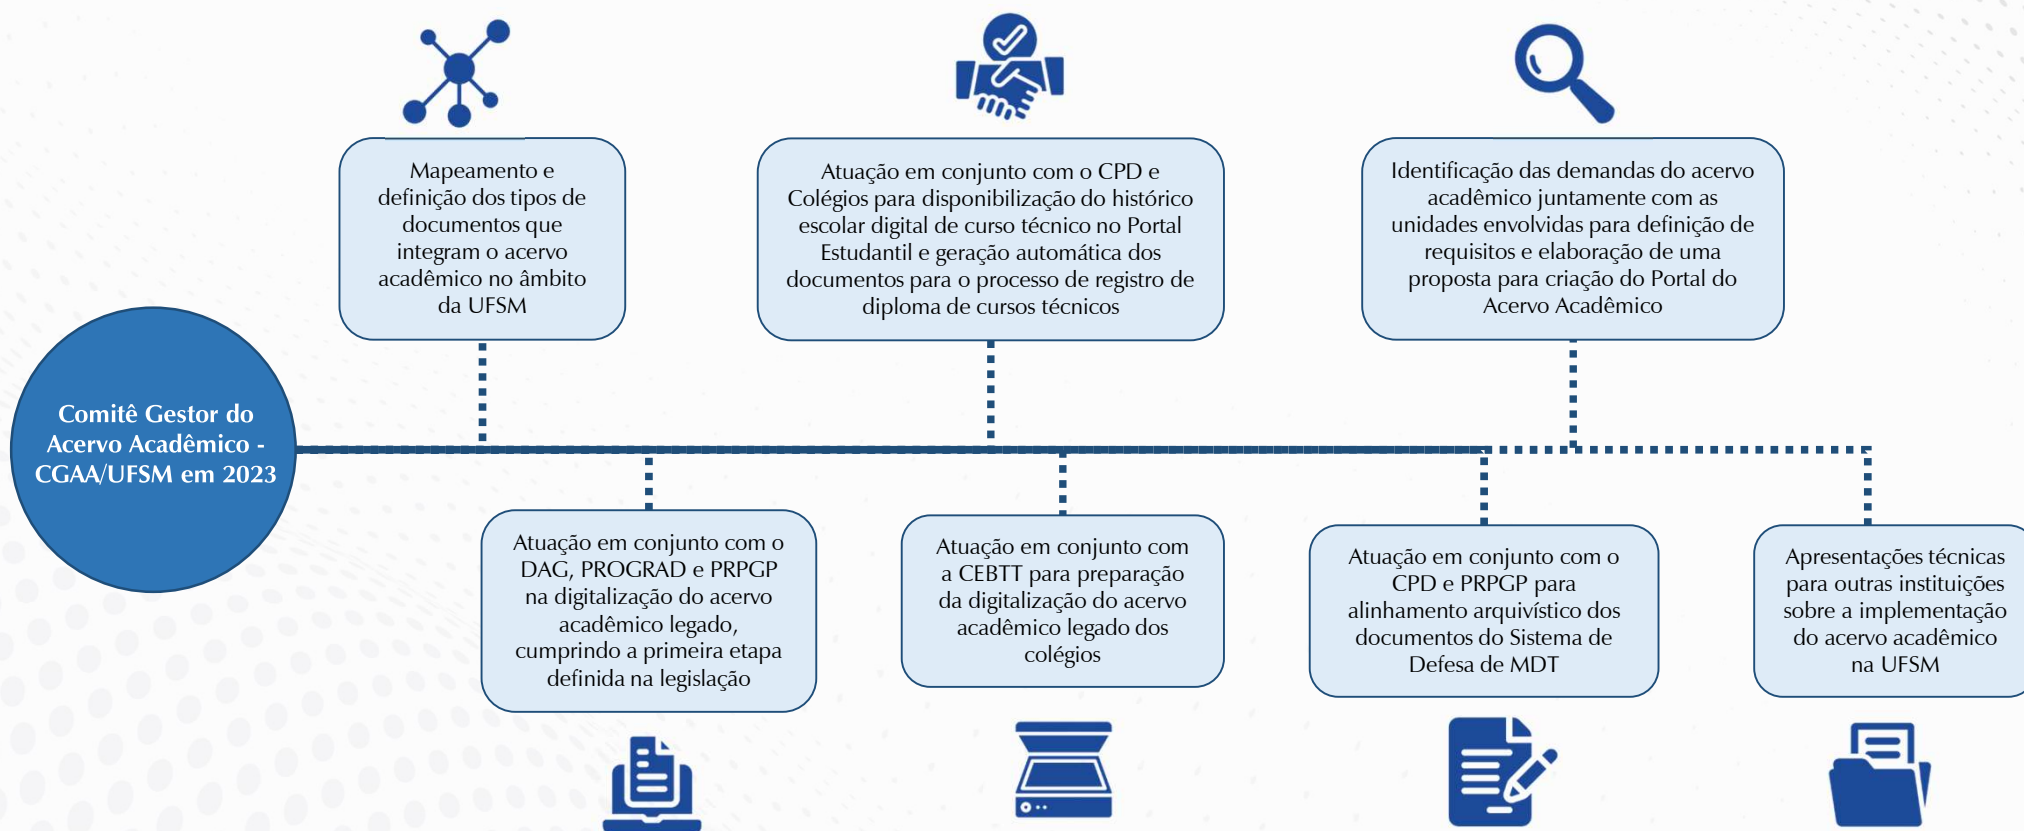 Mapeamento e
definição dos tipos de
documentos que
integram o acervo
acadêmico no âmbito
da UFSM
Atuação em conjunto com o CPD e
Colégios para disponibilização do histórico
escolar digital de curso técnico no Portal
Estudantil e geração automática dos
documentos para o processo de registro de
diploma de cursos técnicos
Identificação das demandas do acervo
acadêmico juntamente com as
unidades envolvidas para definição de
requisitos e elaboração de uma
proposta para criação do Portal do
Acervo Acadêmico
Comitê Gestor do
Acervo Acadêmico -
CGAA/UFSM em 2023
Atuação em conjunto com o
DAG, PROGRAD e PRPGP
na digitalização do acervo
acadêmico legado,
cumprindo a primeira etapa
definida na legislação
Atuação em conjunto com
a CEBTT para preparação
da digitalização do acervo
acadêmico legado dos
colégios
Atuação em conjunto com o
CPD e PRPGP para
alinhamento arquivístico dos
documentos do Sistema de
Defesa de MDT
Apresentações técnicas
para outras instituições
sobre a implementação
do acervo acadêmico
na UFSM